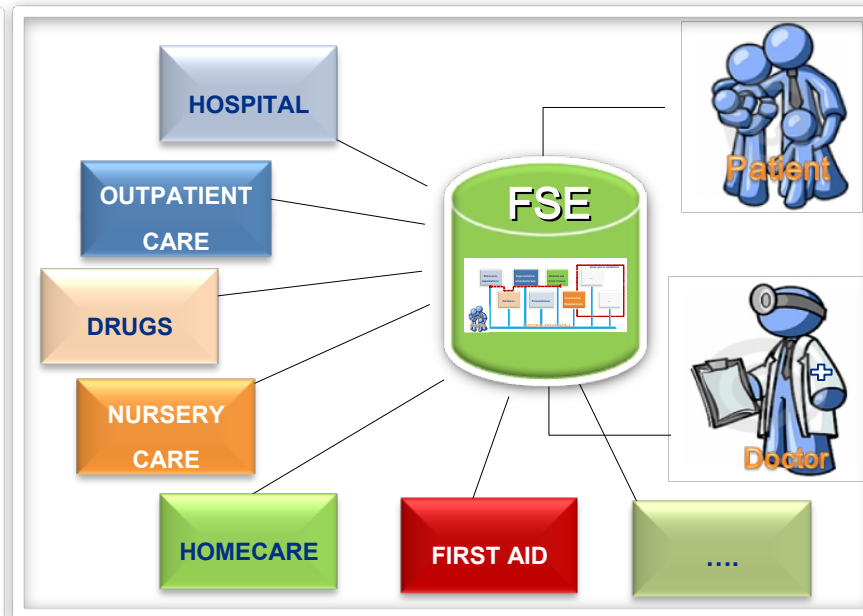 HOSPITAL
OUTPATIENT
CARE
DRUGS
NURSERY
CARE
HOMECARE
FIRST AID
....
FSE
Patient
Doctor